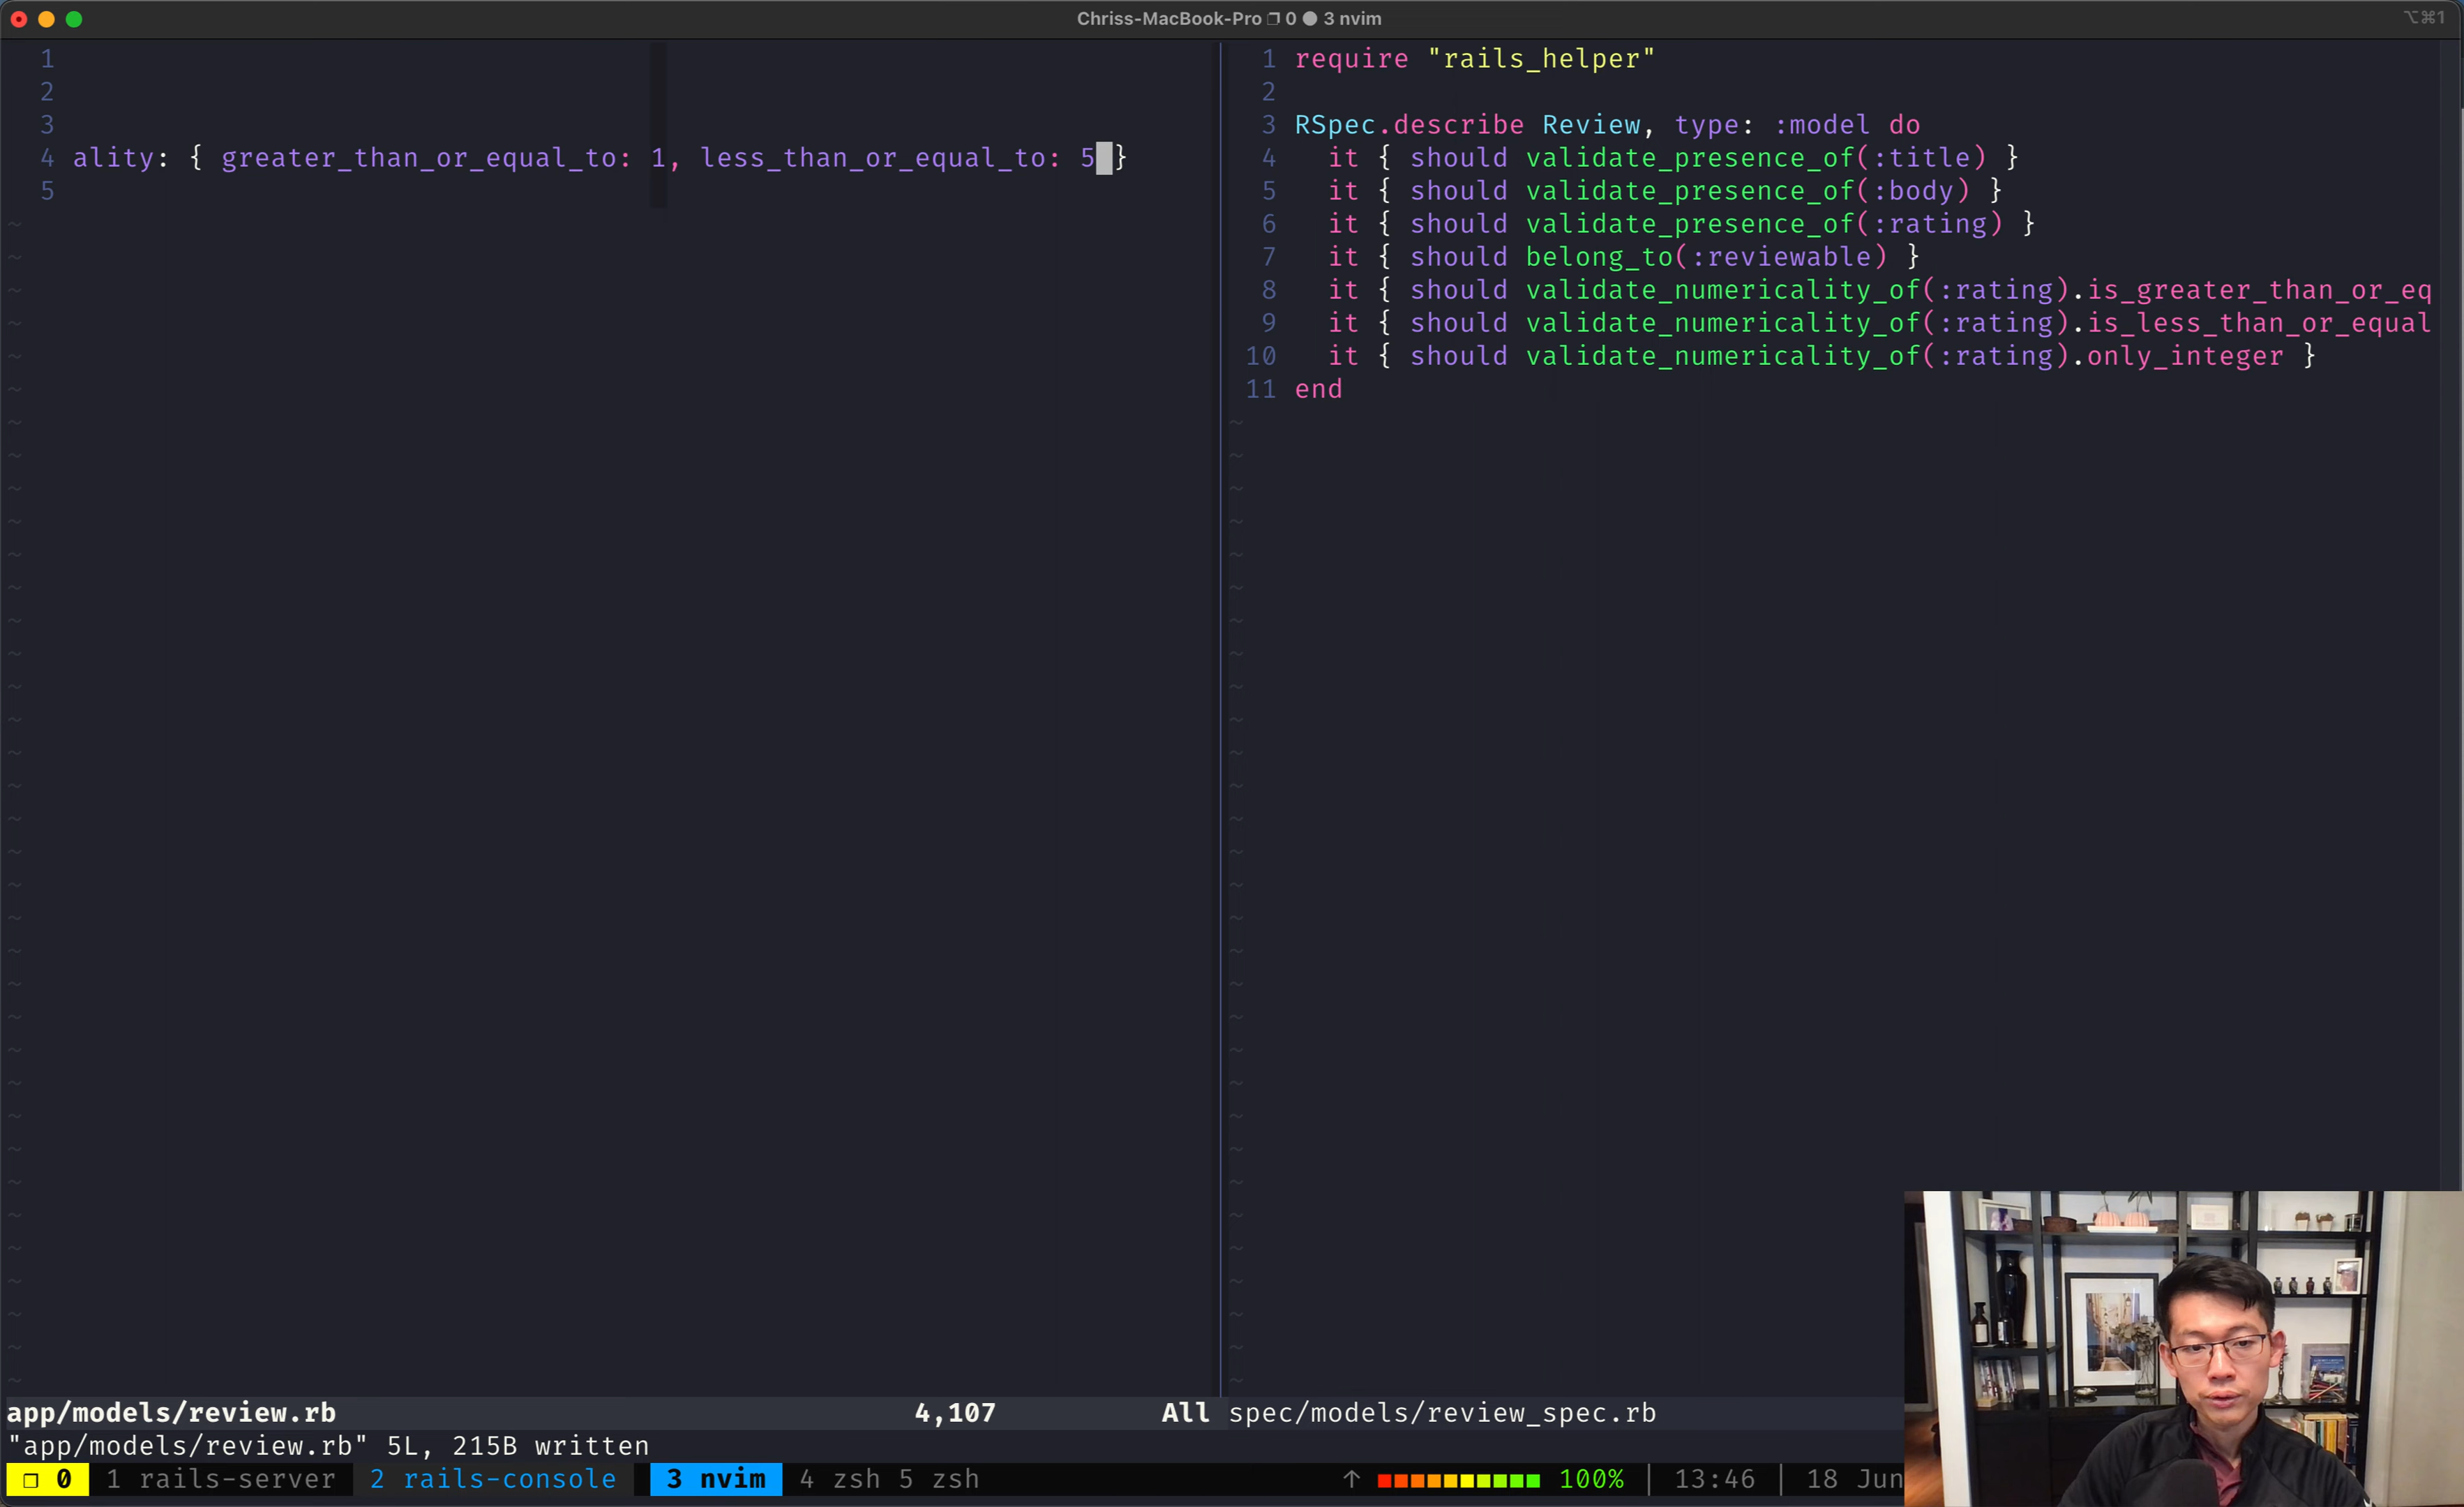 Chriss-MacBook-Pro ❐ 0 ● 3 nvim
⌥⌘1
1
2
3
4 ality: { greater_than_or_equal_to: 1, less_than_or_equal_to: 5 }
5
1 require "rails_helper"
2
3 RSpec.describe Review, type: :model do
4 it { should validate_presence_of(:title) }
5 it { should validate_presence_of(:body) }
6 it { should validate_presence_of(:rating) }
7 it { should belong_to(:reviewable) }
8 it { should validate_numericality_of(:rating).is_greater_than_or_eq
9 it { should validate_numericality_of(:rating).is_less_than_or_equal
10 it { should validate_numericality_of(:rating).only_integer }
11 end
app/models/review.rb 4,107 All
spec/models/review_spec.rb
"app/models/review.rb" 5L, 215B written
❐ 0 1 rails-server 2 rails-console 3 nvim 4 zsh 5 zsh ↑ 100% | 13:46 | 18 Jun